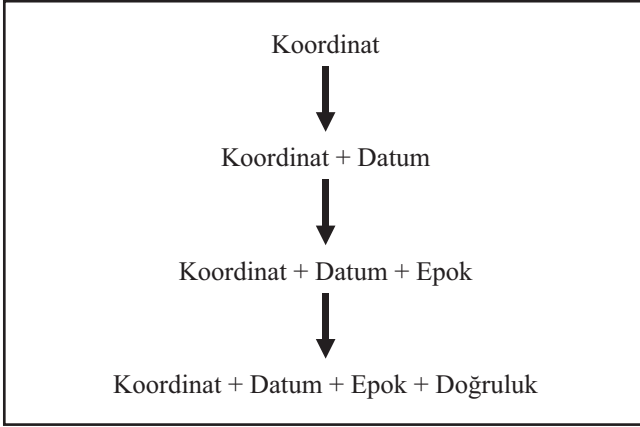 Koordinat
Koordinat + Datum
Koordinat + Datum + Epok
Koordinat + Datum + Epok + Doğruluk